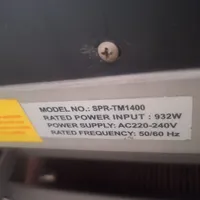 MODEL NO.: SPR-TM1400
RATED POWER INPUT : 932W
POWER SUPPLY: AC220-240V
RATED FREQUENCY: 50/60 Hz